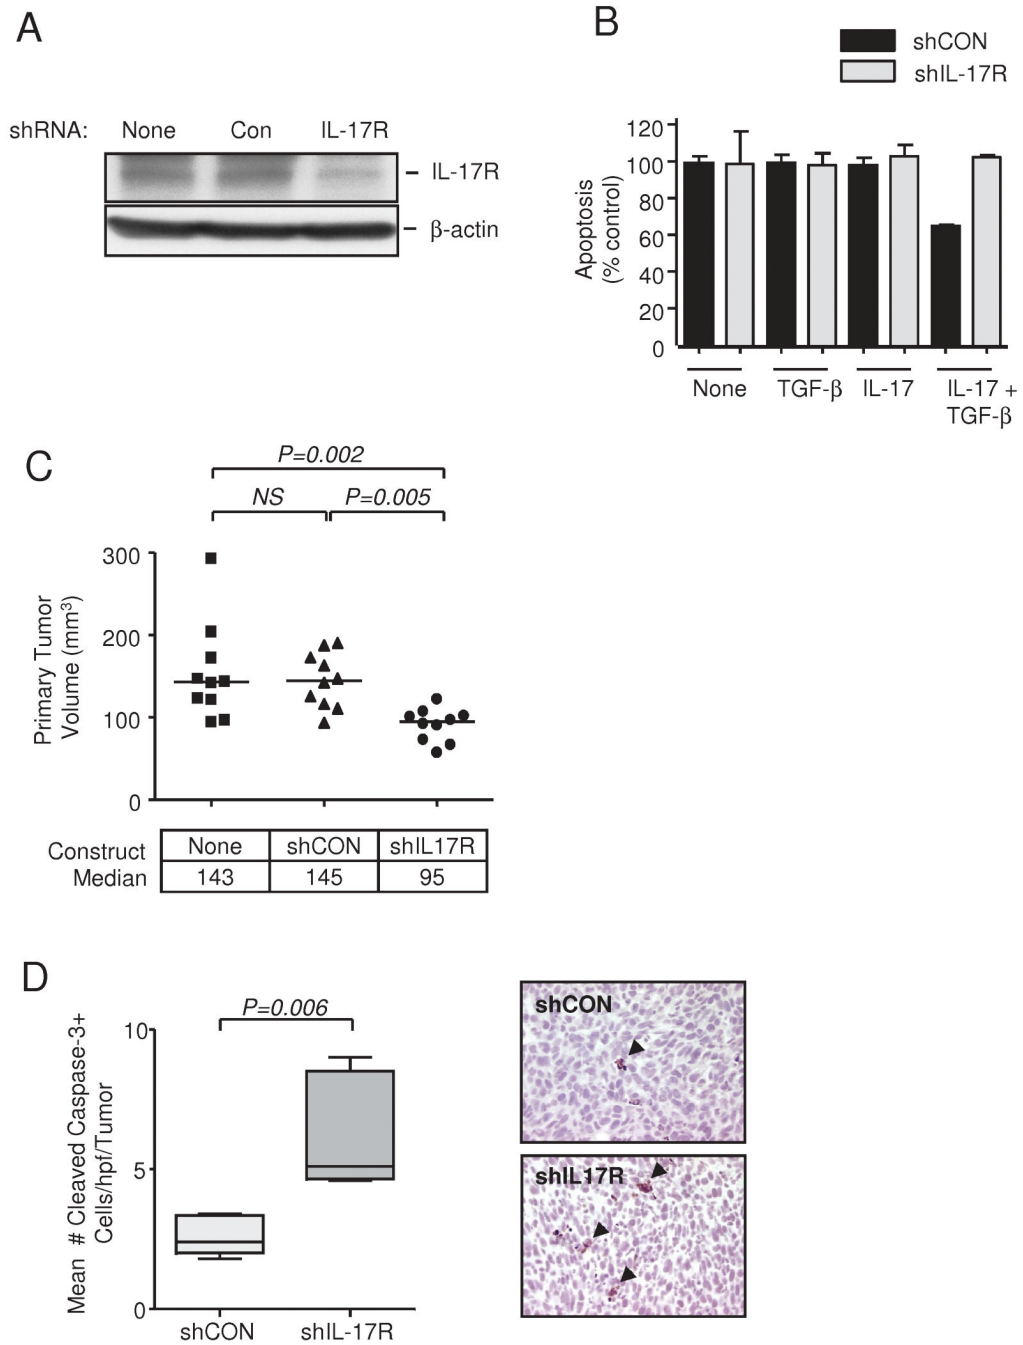 A
shRNA: None Con IL-17R
IL-17R
β-actin
B
shCON
shIL-17R
Apoptosis
(% control)
120
100
80
60
40
20
0
None TGF-β IL-17 IL-17 +
TGF-β
C
P=0.002
NS P=0.005
Primary Tumor
Volume (mm³)
300
200
100
0
Construct None shCON shIL17R
Median 143 145 95
D
P=0.006
Mean # Cleaved Caspase-3+
Cells/hpf/Tumor
10
5
0
shCON shIL-17R
shCON
shIL17R